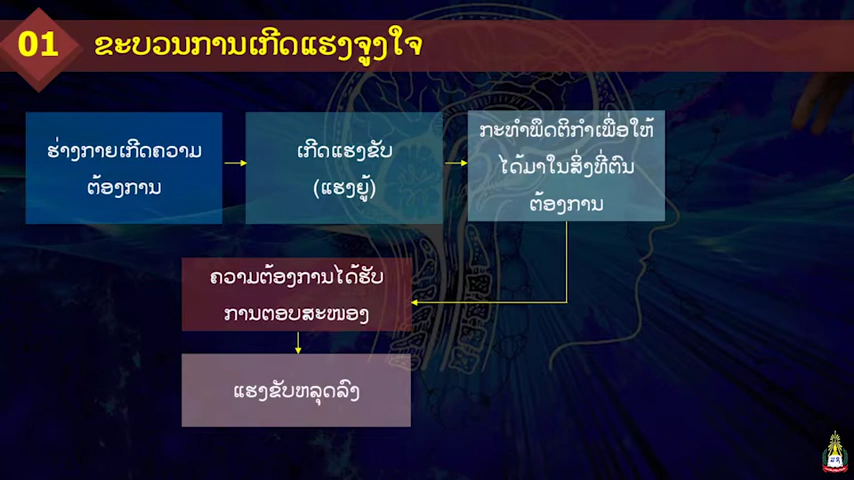 01
ຂະບວນການເກີດແຮງຈູງໃຈ
ຮ່າງກາຍເກີດຄວາມ
ຕ້ອງການ
ເກີດແຮງຂັບ
(ແຮງຍູ້)
ກະທຳພຶດຕິກຳເພື່ອໃຫ້
ໄດ້ມາໃນສິ່ງທີ່ຕົນ
ຕ້ອງການ
ຄວາມຕ້ອງການໄດ້ຮັບ
ການຕອບສະໜອງ
ແຮງຂັບຫລຸດລົງ